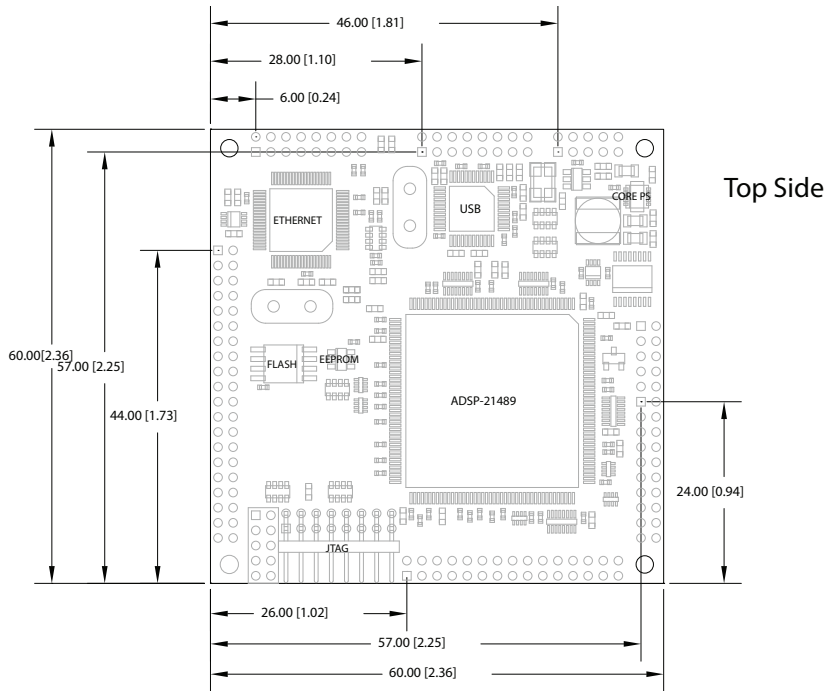 46.00 [1.81]
28.00 [1.10]
6.00 [0.24]
Top Side
CORE PS
ETHERNET
USB
60.00[2.36]
57.00 [2.25]
FLASH
EEPROM
ADSP-21489
44.00 [1.73]
24.00 [0.94]
JTAG
26.00 [1.02]
57.00 [2.25]
60.00 [2.36]